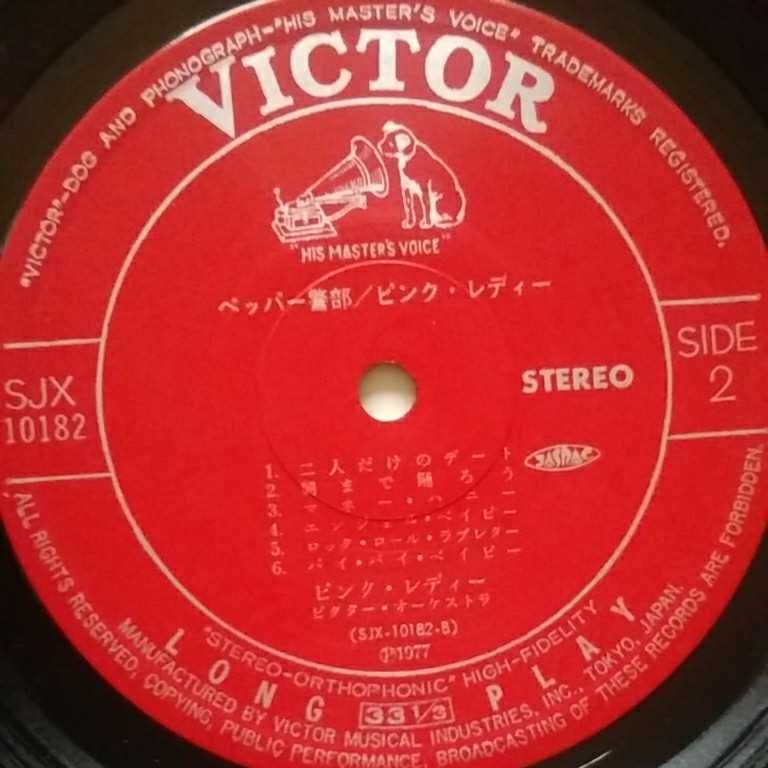 "VICTOR"–DOG AND PHONOGRAPH–"HIS MASTER'S VOICE" TRADEMARKS REGISTERED.
VICTOR
"HIS MASTER'S VOICE"
ペッパー警部/ピンク・レディー
SJX
10182
STEREO
SIDE
2
JASRAC
1. 二人だけのデート
2. 朝まで踊ろう
3. マ・ハニー
4. エンジェル・ベイビー
5. ロックン・ロール・ラブレター
6. バイ・バイ・ベイビー
ピンク・レディー
ビクター・オーケストラ
(SJX-10182-B)
Ⓟ1977
"STEREO-ORTHOPHONIC" HIGH-FIDELITY
LONG PLAY
33 1/3
MANUFACTURED BY VICTOR MUSICAL INDUSTRIES, INC., TOKYO, JAPAN.
ALL RIGHTS RESERVED, COPYING, PUBLIC PERFORMANCE, BROADCASTING OF THESE RECORDS ARE FORBIDDEN.